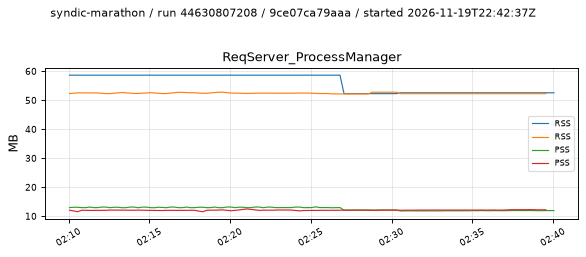 syndic-marathon / run 44630807208 / 9ce07ca79aaa / started 2026-11-19T22:42:37Z
ReqServer_ProcessManager
MB
60
50
40
30
20
10
RSS
RSS
PSS
PSS
02:10
02:15
02:20
02:25
02:30
02:35
02:40